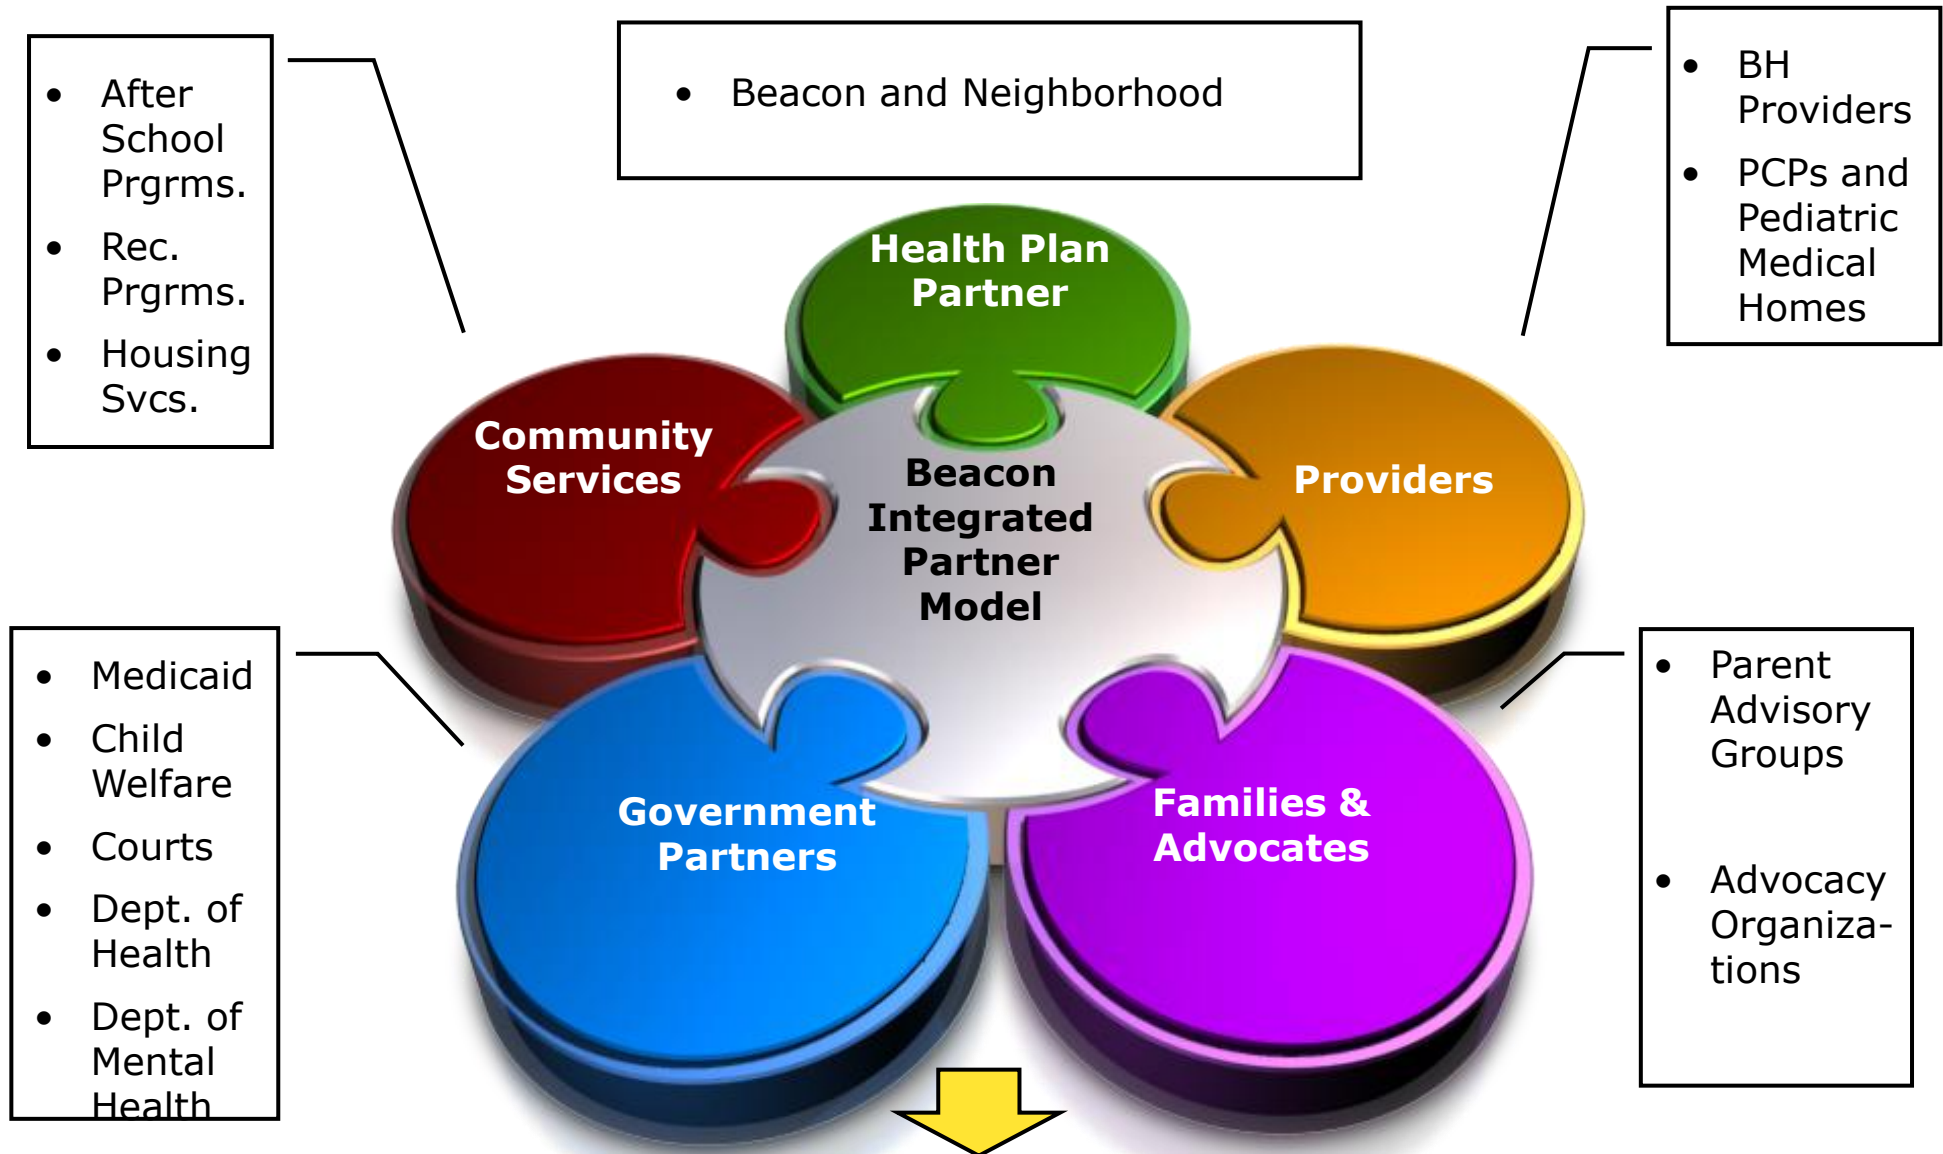 • After
School
Prgrms.
• Rec.
Prgrms.
• Housing
Svcs.
• Beacon and Neighborhood
• BH
Providers
• PCPs and
Pediatric
Medical
Homes
Health Plan
Partner
Community
Services
Beacon
Integrated
Partner
Model
Providers
• Medicaid
• Child
Welfare
• Courts
• Dept. of
Health
• Dept. of
Mental
Health
Government
Partners
Families &
Advocates
• Parent
Advisory
Groups
• Advocacy
Organiza-
tions